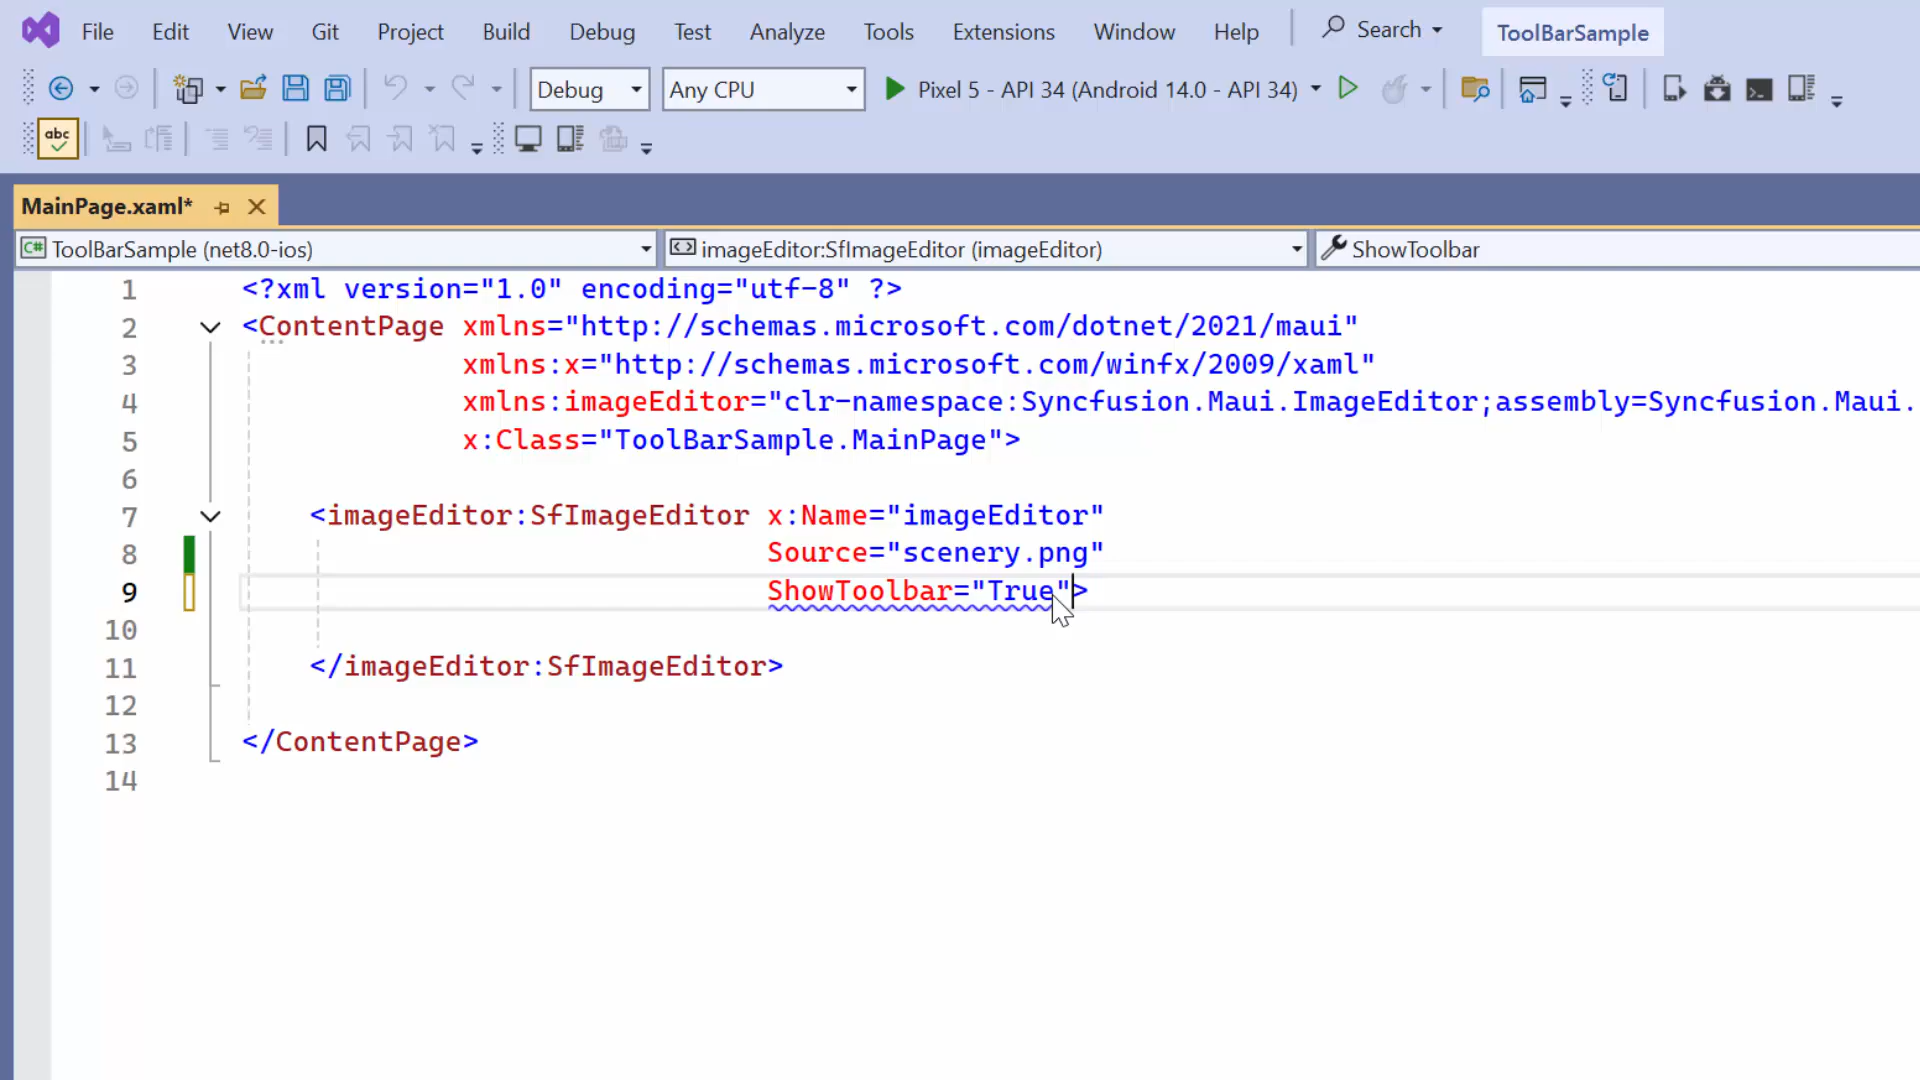 File Edit View Git Project Build Debug Test Analyze Tools Extensions Window Help Search ToolBarSample
Debug Any CPU Pixel 5 - API 34 (Android 14.0 - API 34)
abc
MainPage.xaml*
C# ToolBarSample (net8.0-ios) imageEditor:SfImageEditor (imageEditor) ShowToolbar
1 <?xml version="1.0" encoding="utf-8" ?>
2 <ContentPage xmlns="http://schemas.microsoft.com/dotnet/2021/maui"
3 xmlns:x="http://schemas.microsoft.com/winfx/2009/xaml"
4 xmlns:imageEditor="clr-namespace:Syncfusion.Maui.ImageEditor;assembly=Syncfusion.Maui.
5 x:Class="ToolBarSample.MainPage">
6
7 <imageEditor:SfImageEditor x:Name="imageEditor"
8 Source="scenery.png"
9 ShowToolbar="True">
10
11 </imageEditor:SfImageEditor>
12
13 </ContentPage>
14